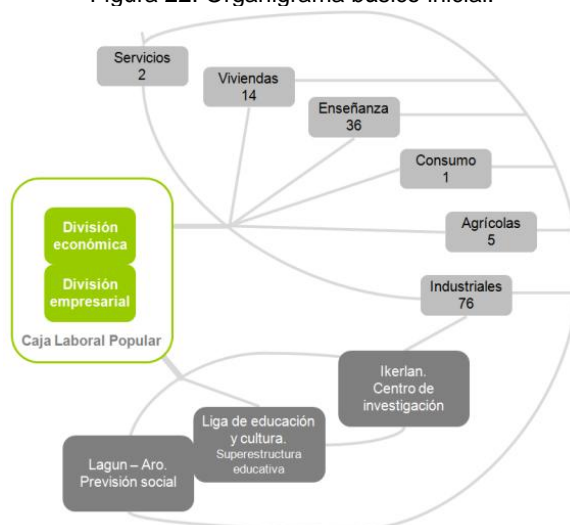 Figura 22. Organigrama básico inicial.
Servicios
2
Viviendas
14
Enseñanza
36
Consumo
1
Agrícolas
5
Industriales
76
División
económica
División
empresarial
Caja Laboral Popular
Ikerlan.
Centro de
investigación
Liga de educación
y cultura.
Superestructura
educativa
Lagun – Aro.
Previsión social